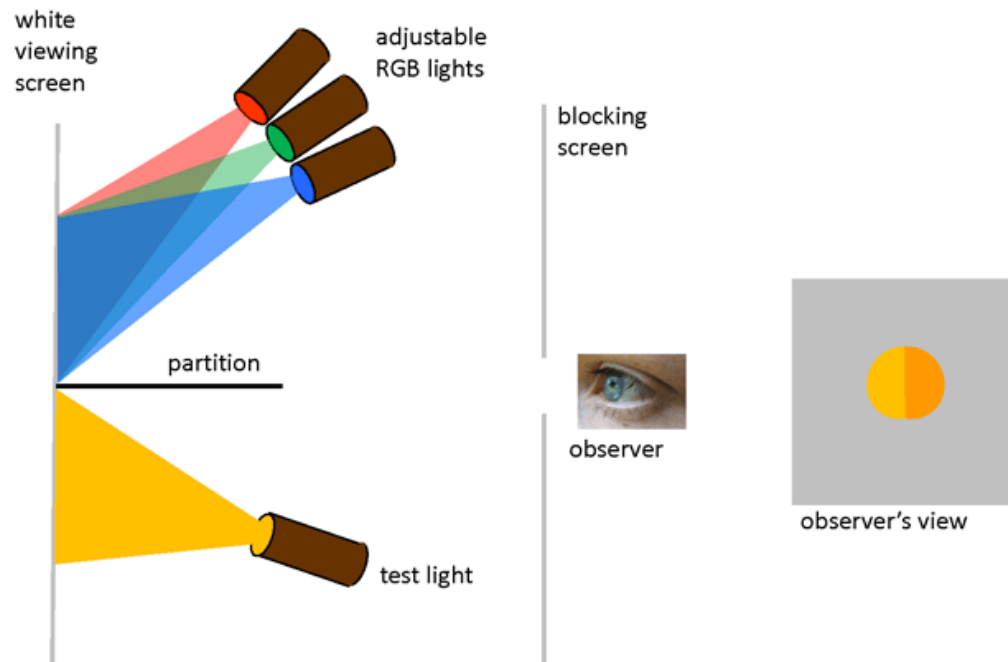 white
viewing
screen
adjustable
RGB lights
blocking
screen
partition
observer
observer's view
test light